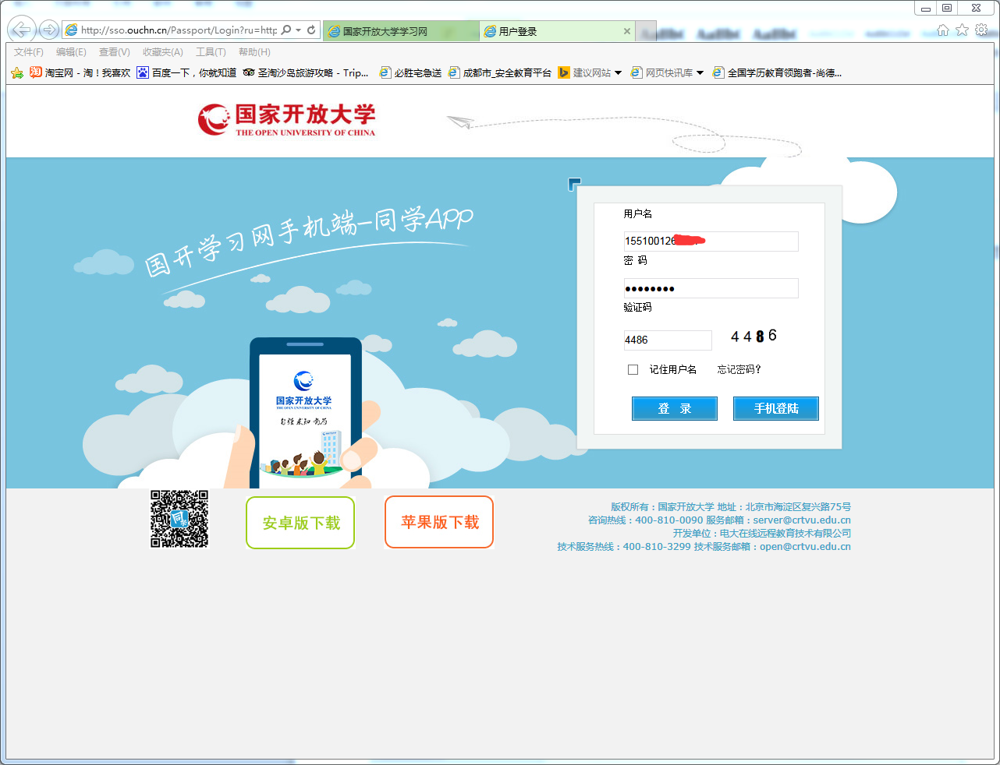 http://sso.ouchn.cn/Passport/Login?ru=http
国家开放大学学习网
用户登录
文件(F) 编辑(E) 查看(V) 收藏夹(A) 工具(T) 帮助(H)
淘宝网 - 淘！我喜欢 百度一下，你就知道 圣淘沙岛旅游攻略 - Trip... 必胜宅急送 成都市_安全教育平台 建议网站 网页快讯库 全国学历教育领跑者-尚德...
国家开放大学
THE OPEN UNIVERSITY OF CHINA
国开学习网手机端-同学APP
用户名
155100126
密 码
验证码
4486 4486
记住用户名 忘记密码?
登 录 手机登陆
国家开放大学
THE OPEN UNIVERSITY OF CHINA
同学
安卓版下载
苹果版下载
版权所有：国家开放大学 地址：北京市海淀区复兴路75号
咨询热线：400-810-0090 服务邮箱：server@crtvu.edu.cn
开发单位：电大在线远程教育技术有限公司
技术服务热线：400-810-3299 技术服务邮箱：open@crtvu.edu.cn